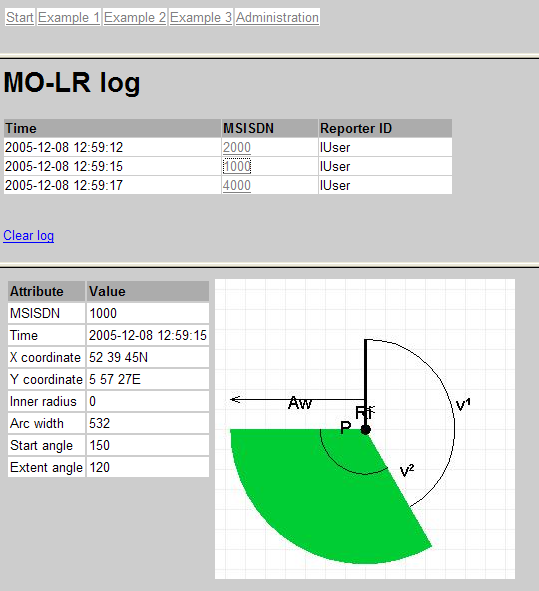 Start Example 1 Example 2 Example 3 Administration
MO-LR log
Time MSISDN Reporter ID
2005-12-08 12:59:12 2000 IUser
2005-12-08 12:59:15 1000 IUser
2005-12-08 12:59:17 4000 IUser
Clear log
Attribute Value
MSISDN 1000
Time 2005-12-08 12:59:15
X coordinate 52 39 45N
Y coordinate 5 57 27E
Inner radius 0
Arc width 532
Start angle 150
Extent angle 120
Aw
Ri
P
V¹
V²